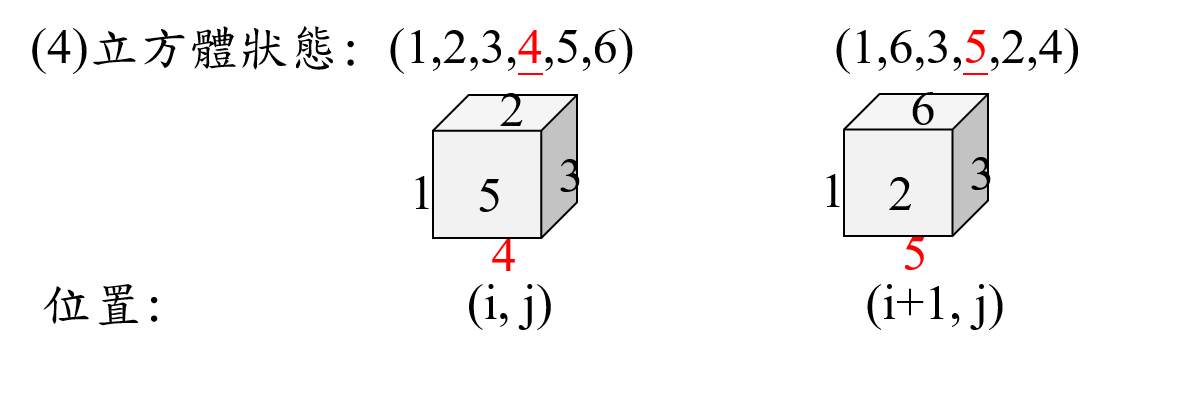 (4)立方體狀態：(1,2,3,4,5,6) (1,6,3,5,2,4)
2 6
1 5 3 1 2 3
4 5
位置： (i, j) (i+1, j)